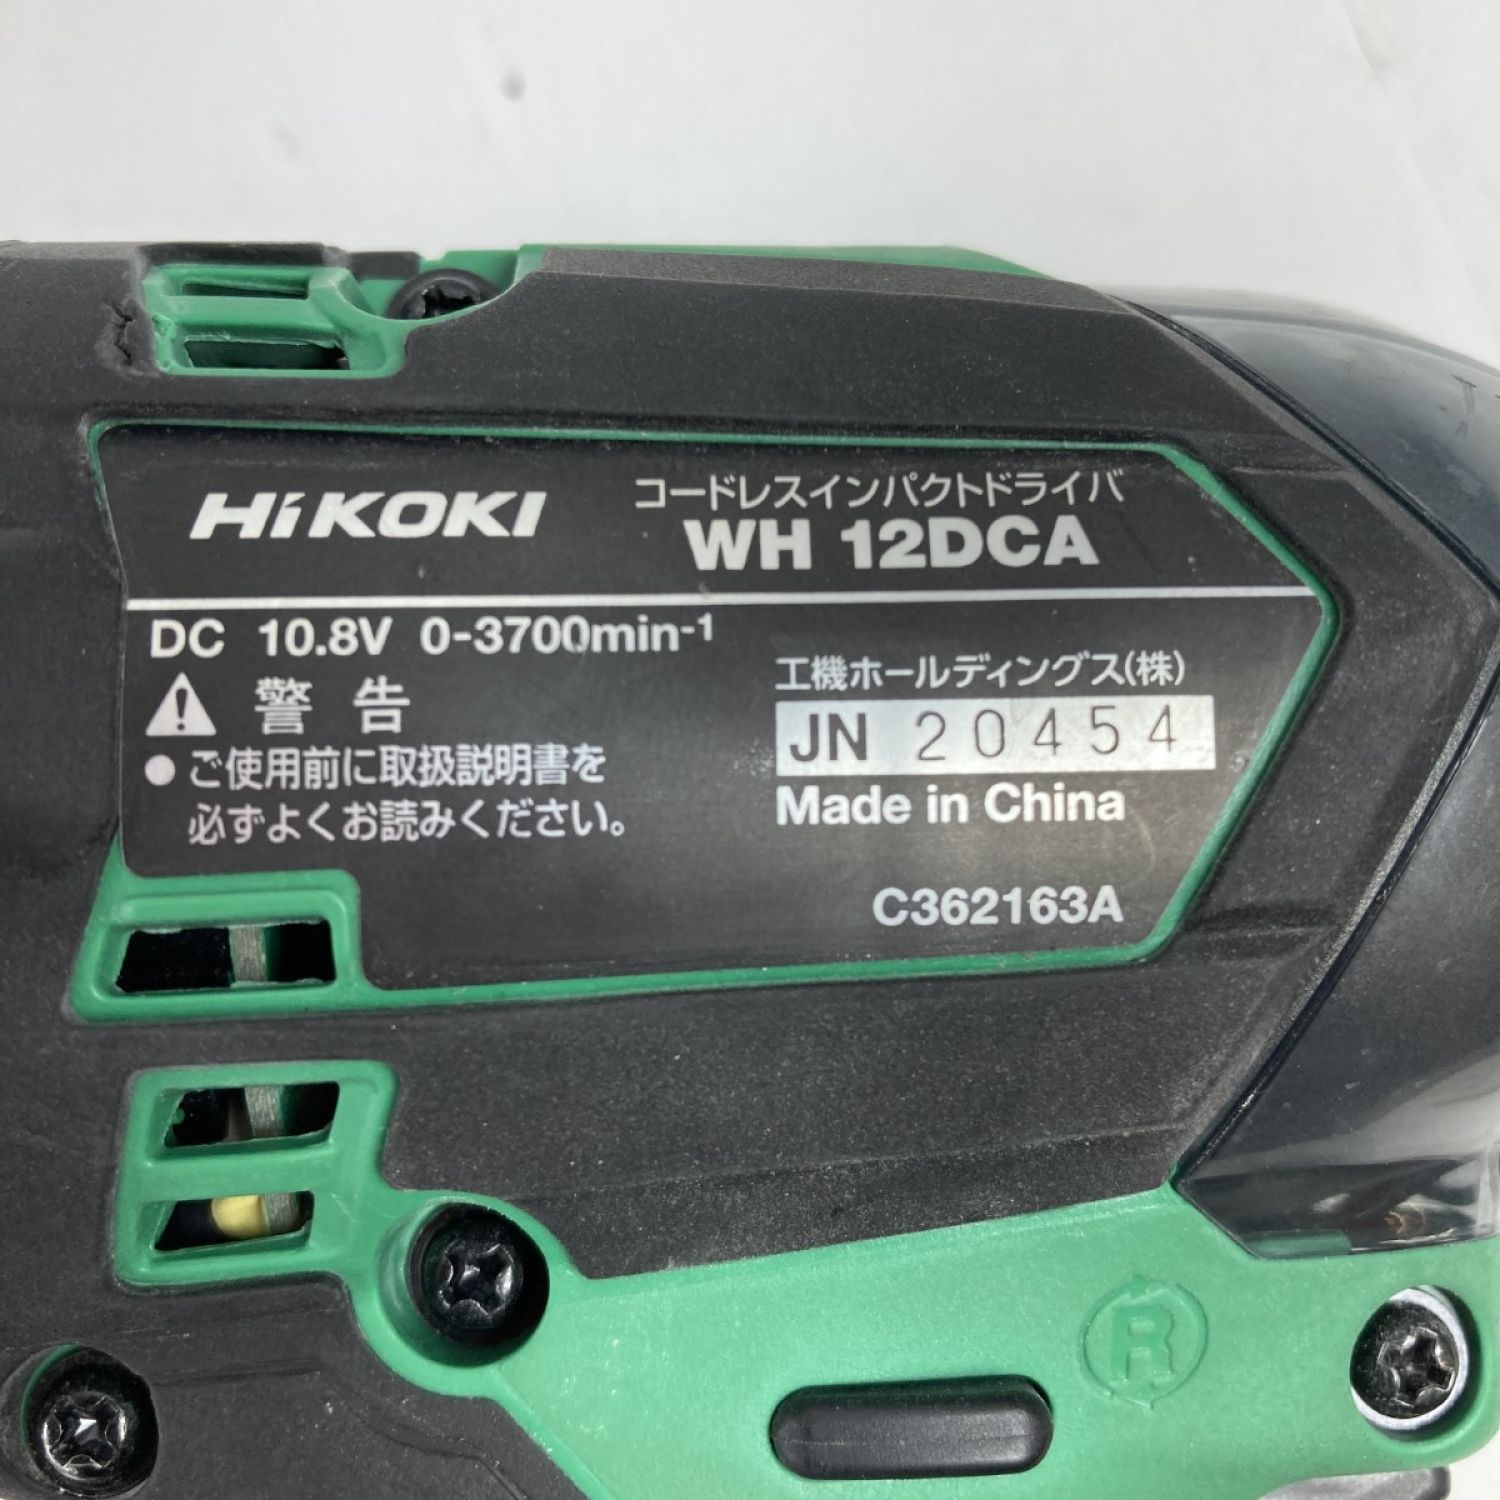 HiKOKI
コードレスインパクトドライバ
WH 12DCA
DC 10.8V 0-3700min-1
警 告
●ご使用前に取扱説明書を
必ずよくお読みください。
工機ホールディングス(株)
JN 20454
Made in China
C362163A
R